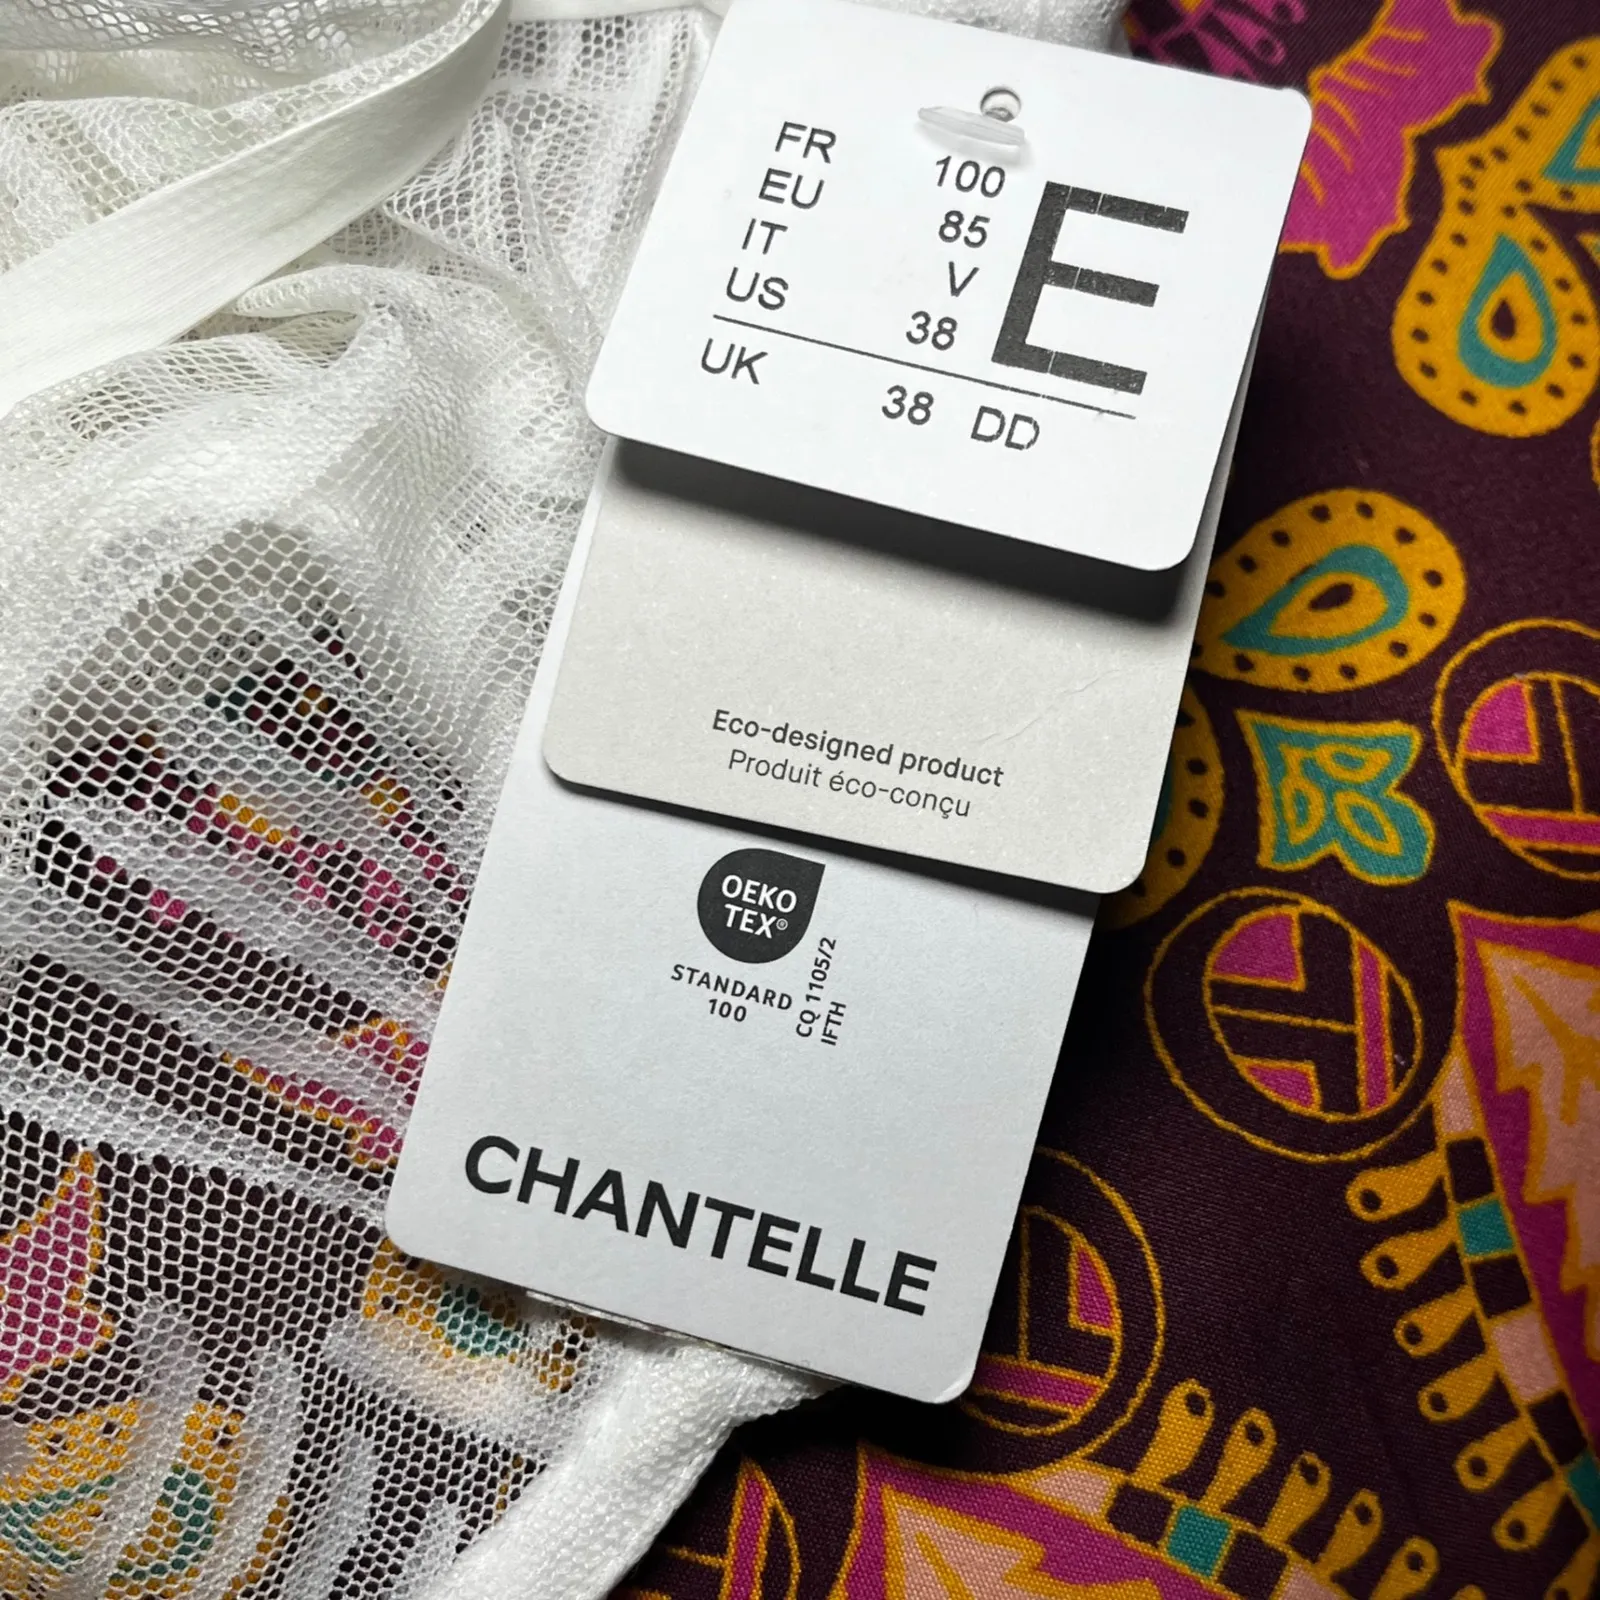 FR 100
EU 85
IT V
US 38
E
UK 38 DD
Eco-designed product
Produit éco-conçu
OEKO
TEX®
STANDARD
100
CQ 1105/2
IFTH
CHANTELLE